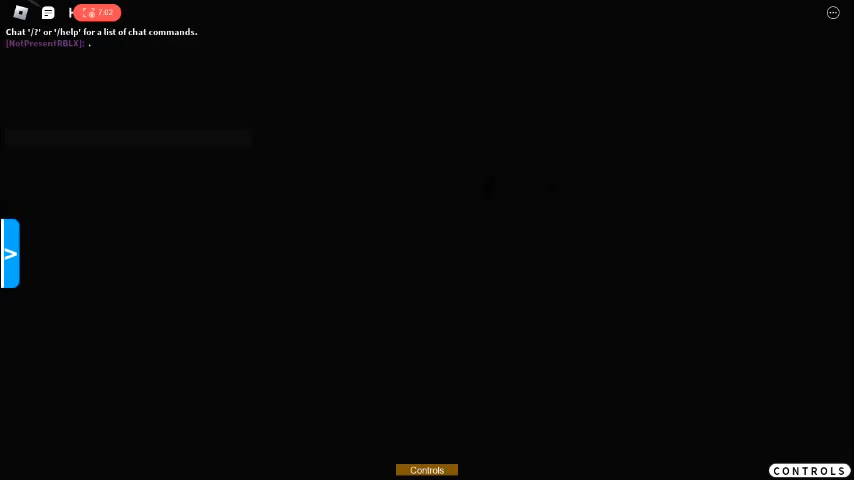 7:02
Chat '/?' or '/help' for a list of chat commands.
[NotPresentRBLX]: .
>
Controls
CONTROLS